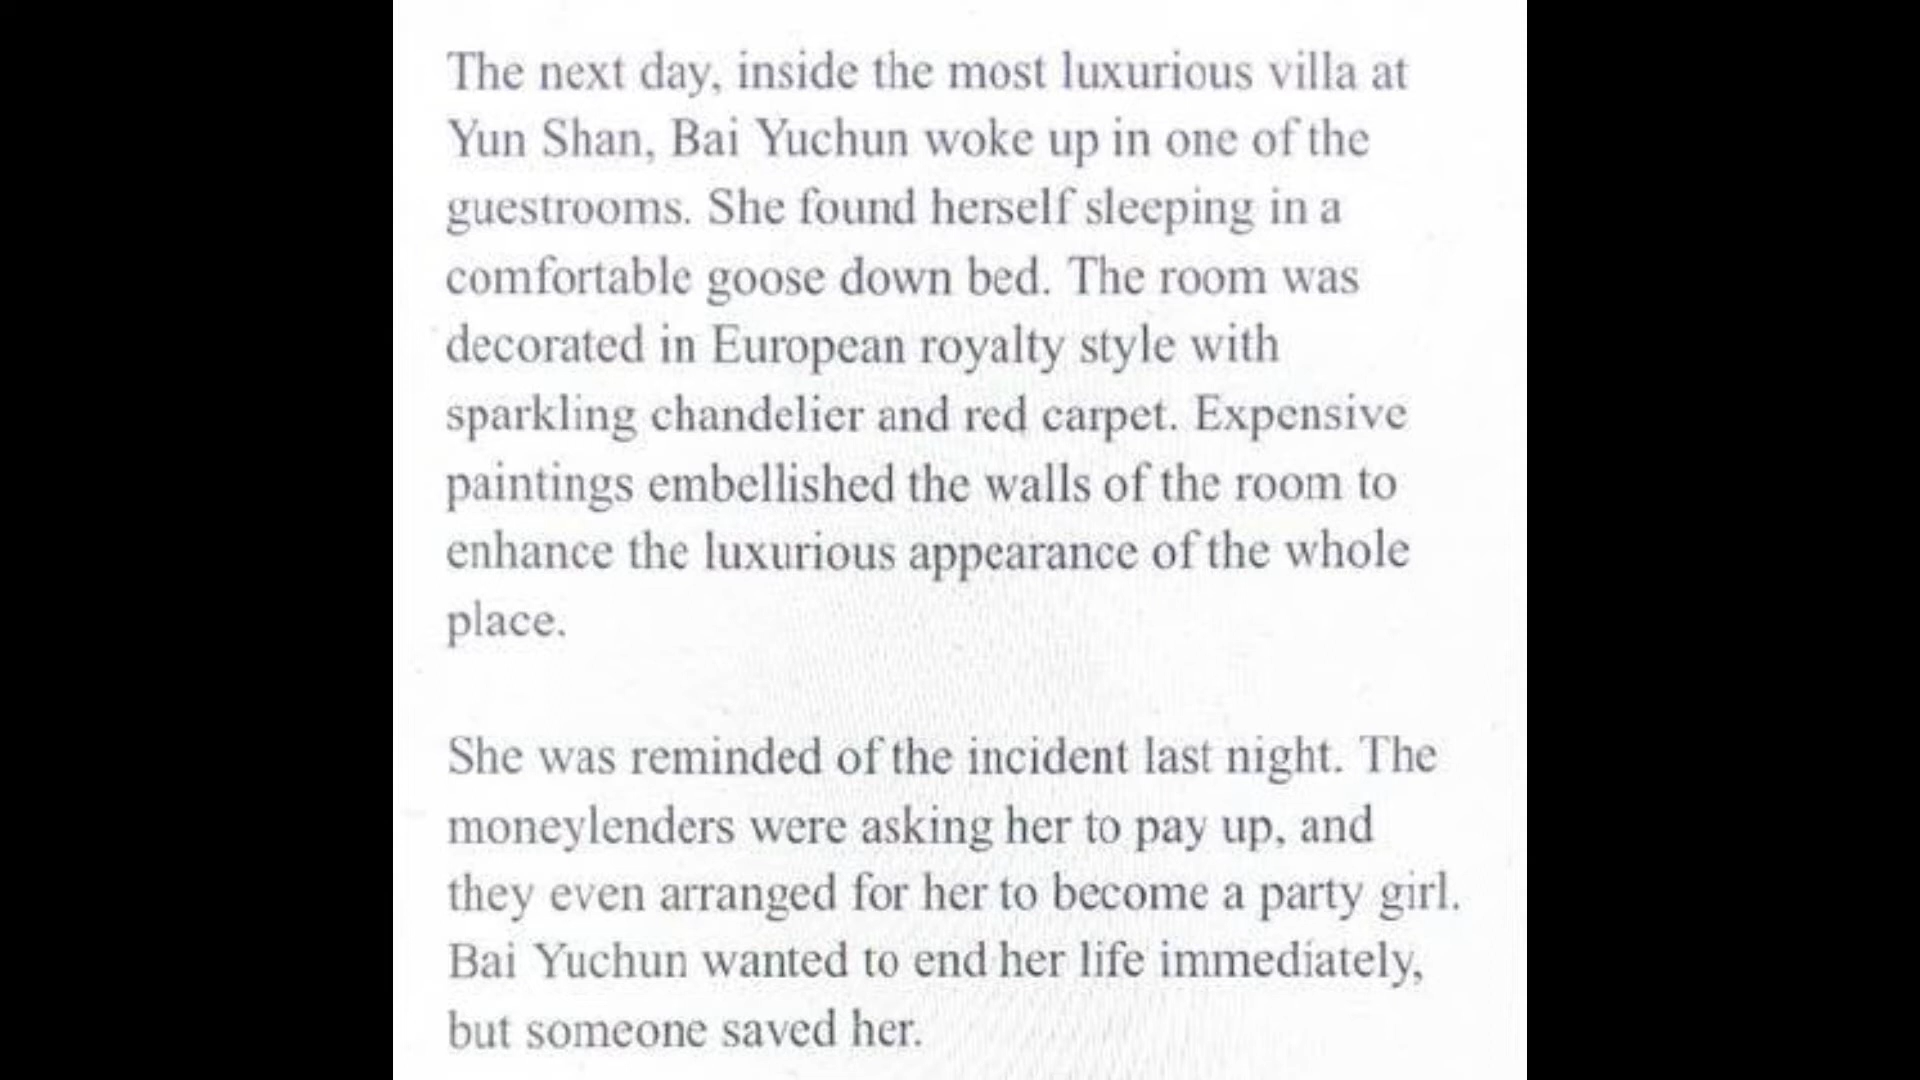 The next day, inside the most luxurious villa at
Yun Shan, Bai Yuchun woke up in one of the
guestrooms. She found herself sleeping in a
comfortable goose down bed. The room was
decorated in European royalty style with
sparkling chandelier and red carpet. Expensive
paintings embellished the walls of the room to
enhance the luxurious appearance of the whole
place.
She was reminded of the incident last night. The
moneylenders were asking her to pay up, and
they even arranged for her to become a party girl.
Bai Yuchun wanted to end her life immediately,
but someone saved her.